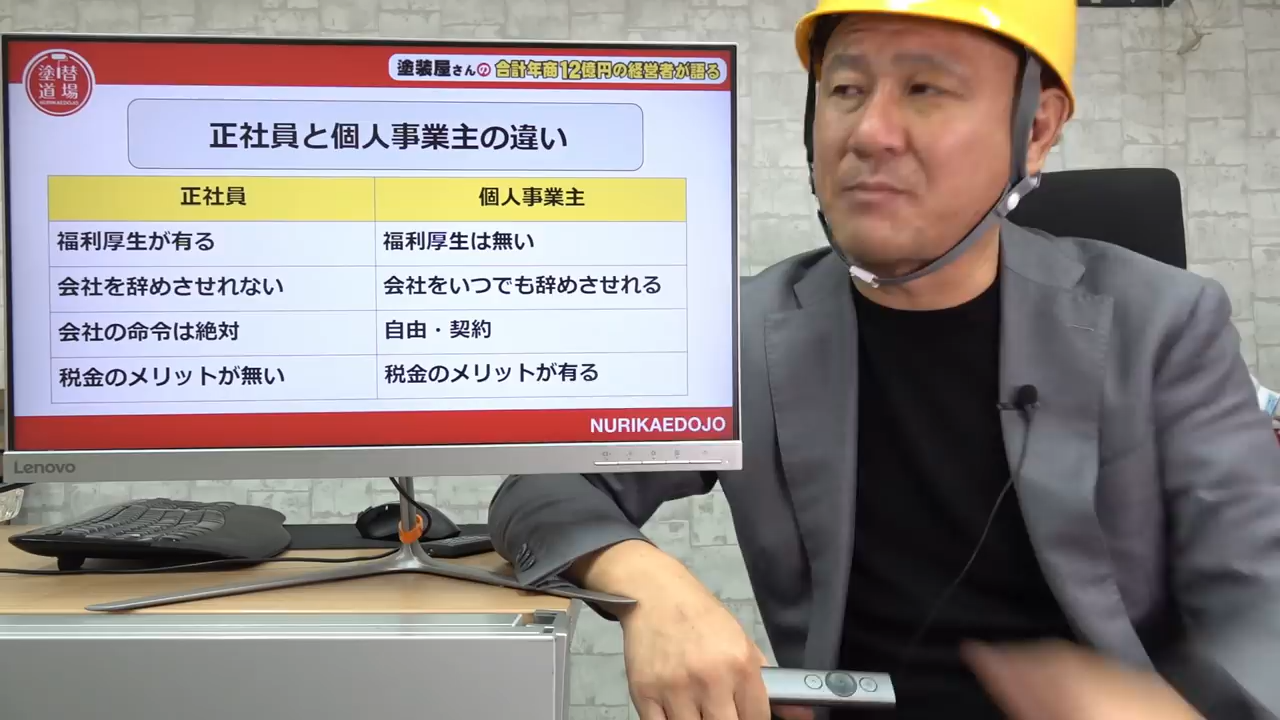 塗替
道場
NURIKAEDOJO
塗装屋さんの合計年商12億円の経営者が語る
正社員と個人事業主の違い
正社員
個人事業主
福利厚生が有る
福利厚生は無い
会社を辞めさせれない
会社をいつでも辞めさせれる
会社の命令は絶対
自由・契約
税金のメリットが無い
税金のメリットが有る
NURIKAEDOJO
Lenovo